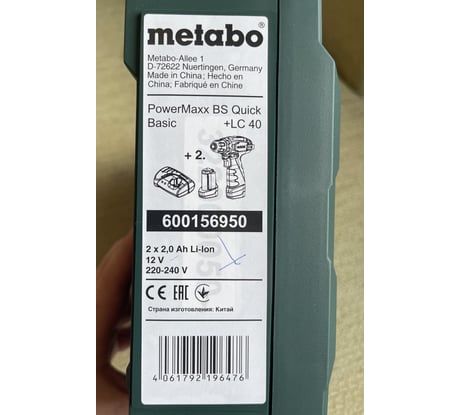 metabo
Metabo-Allee 1
D-72622 Nuertingen, Germany
Made in China; Hecho en
China; Fabriqué en Chine
PowerMaxx BS Quick
Basic +LC 40
+ 2.
600156950
2 x 2,0 Ah Li-Ion
12 V
220-240 V
CE EAC
Страна изготовления: Китай
4 061792 196476